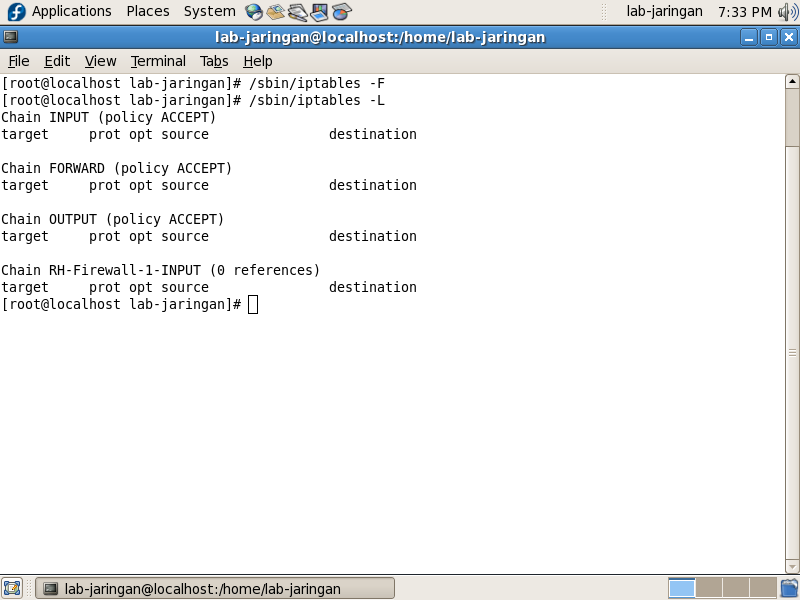 Applications Places System lab-jaringan 7:33 PM
lab-jaringan@localhost:/home/lab-jaringan
File Edit View Terminal Tabs Help
[root@localhost lab-jaringan]# /sbin/iptables -F
[root@localhost lab-jaringan]# /sbin/iptables -L
Chain INPUT (policy ACCEPT)
target     prot opt source               destination
Chain FORWARD (policy ACCEPT)
target     prot opt source               destination
Chain OUTPUT (policy ACCEPT)
target     prot opt source               destination
Chain RH-Firewall-1-INPUT (0 references)
target     prot opt source               destination
[root@localhost lab-jaringan]#
lab-jaringan@localhost:/home/lab-jaringan